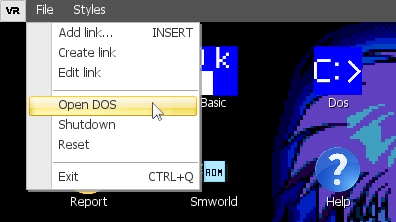 VR File Styles
Add link... INSERT
Create link
Edit link
Open DOS
Shutdown
Reset
Exit CTRL+Q
k
Basic
C:>
Dos
Report
ROM
Smworld
?
Help